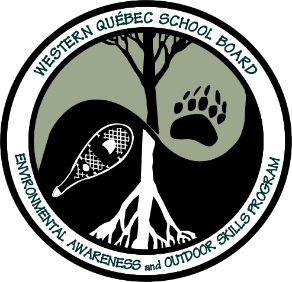 WESTERN QUÉBEC SCHOOL BOARD
ENVIRONMENTAL AWARENESS and OUTDOOR SKILLS PROGRAM